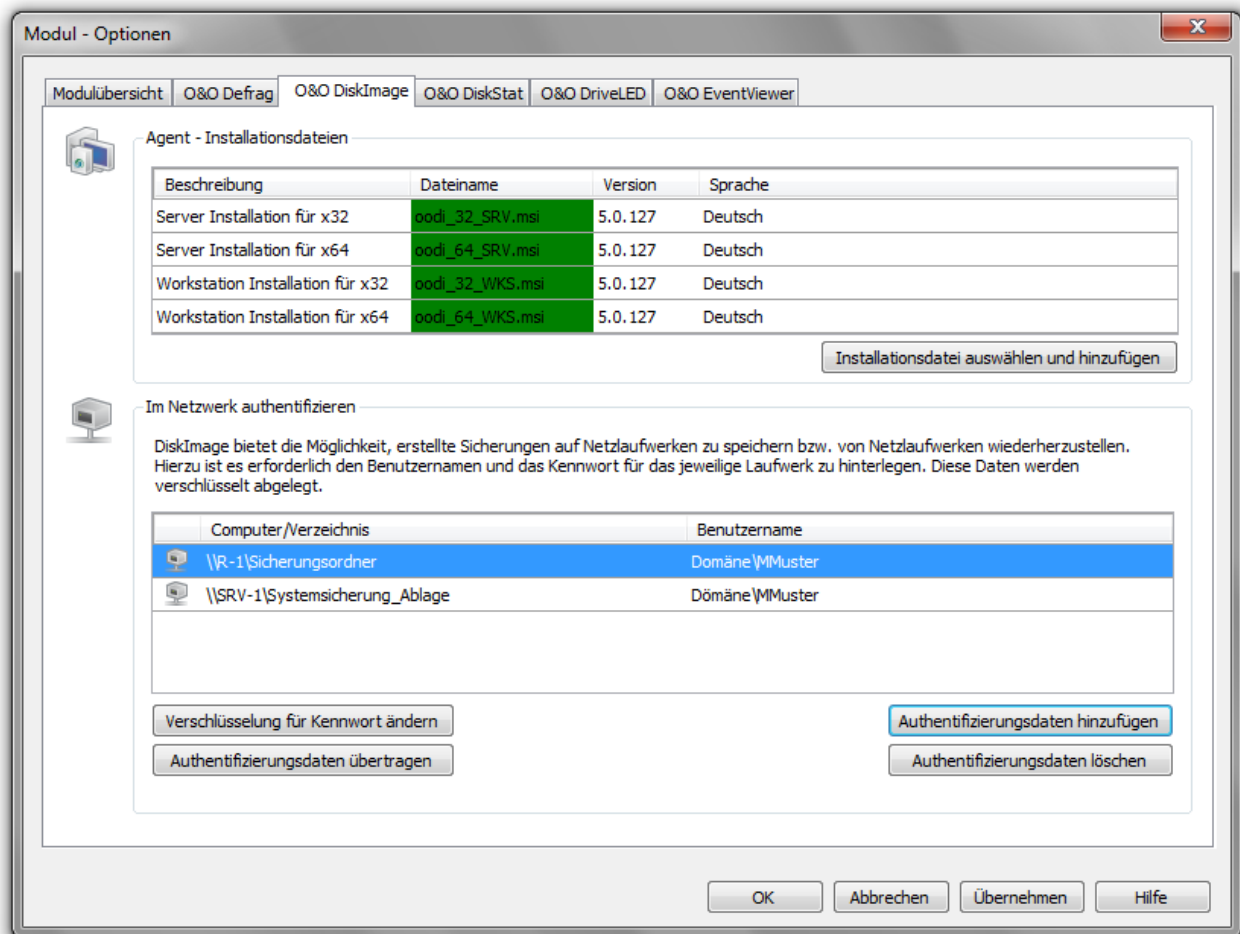 Modul - Optionen
Modulübersicht O&O Defrag O&O DiskImage O&O DiskStat O&O DriveLED O&O EventViewer
Agent - Installationsdateien
Beschreibung Dateiname Version Sprache
Server Installation für x32 oodi_32_SRV.msi 5.0.127 Deutsch
Server Installation für x64 oodi_64_SRV.msi 5.0.127 Deutsch
Workstation Installation für x32 oodi_32_WKS.msi 5.0.127 Deutsch
Workstation Installation für x64 oodi_64_WKS.msi 5.0.127 Deutsch
Installationsdatei auswählen und hinzufügen
Im Netzwerk authentifizieren
DiskImage bietet die Möglichkeit, erstellte Sicherungen auf Netzlaufwerken zu speichern bzw. von Netzlaufwerken wiederherzustellen.
Hierzu ist es erforderlich den Benutzernamen und das Kennwort für das jeweilige Laufwerk zu hinterlegen. Diese Daten werden
verschlüsselt abgelegt.
Computer/Verzeichnis Benutzername
\\R-1\Sicherungsordner Domäne\MMuster
\\SRV-1\Systemsicherung_Ablage Dömäne\MMuster
Verschlüsselung für Kennwort ändern Authentifizierungsdaten hinzufügen
Authentifizierungsdaten übertragen Authentifizierungsdaten löschen
OK Abbrechen Übernehmen Hilfe